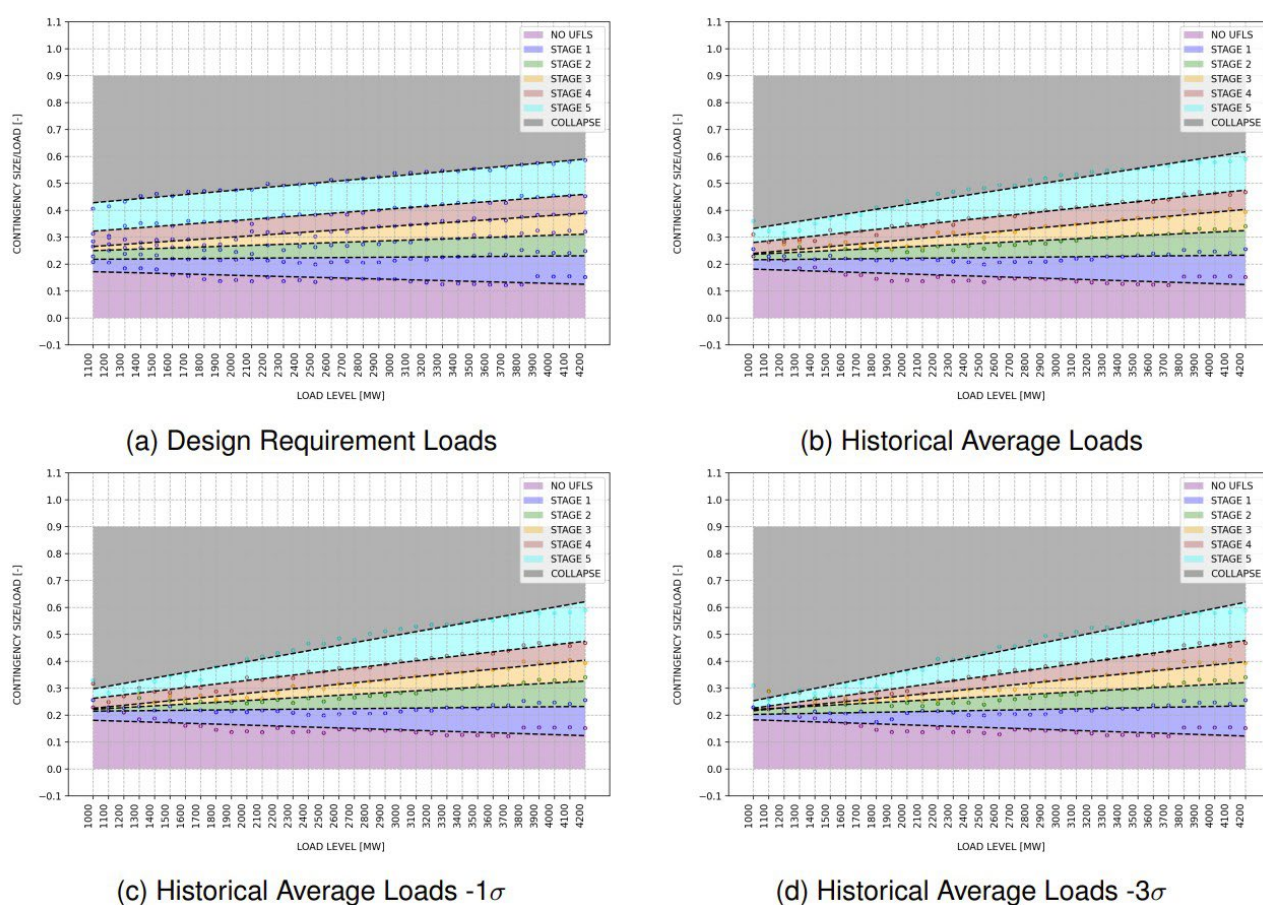 1.1
1.0
0.9
0.8
0.7
0.6
0.5
0.4
0.3
0.2
0.1
0.0
−0.1
CONTINGENCY SIZE/LOAD [-]
NO UFLS
STAGE 1
STAGE 2
STAGE 3
STAGE 4
STAGE 5
COLLAPSE
1100 1200 1300 1400 1500 1600 1700 1800 1900 2000 2100 2100 2200 2300 2400 2500 2600 2700 2800 2900 3000 3100 3200 3300 3400 3500 3600 3700 3800 3900 4000 4100 4200
LOAD LEVEL [MW]
(a) Design Requirement Loads
1.1
1.0
0.9
0.8
0.7
0.6
0.5
0.4
0.3
0.2
0.1
0.0
−0.1
CONTINGENCY SIZE/LOAD [-]
NO UFLS
STAGE 1
STAGE 2
STAGE 3
STAGE 4
STAGE 5
COLLAPSE
1000 1100 1200 1300 1400 1500 1600 1700 1800 1900 2000 2100 2200 2300 2400 2500 2600 2700 2800 2900 3000 3100 3200 3300 3400 3500 3600 3700 3800 3900 4000 4100 4200
LOAD LEVEL [MW]
(b) Historical Average Loads
1.1
1.0
0.9
0.8
0.7
0.6
0.5
0.4
0.3
0.2
0.1
0.0
−0.1
CONTINGENCY SIZE/LOAD [-]
NO UFLS
STAGE 1
STAGE 2
STAGE 3
STAGE 4
STAGE 5
COLLAPSE
1000 1100 1200 1300 1400 1500 1600 1700 1800 1900 2000 2100 2200 2300 2400 2500 2600 2700 2800 2900 3000 3100 3200 3300 3400 3500 3600 3700 3800 3900 4000 4100 4200
LOAD LEVEL [MW]
(c) Historical Average Loads -1σ
1.1
1.0
0.9
0.8
0.7
0.6
0.5
0.4
0.3
0.2
0.1
0.0
−0.1
CONTINGENCY SIZE/LOAD [-]
NO UFLS
STAGE 1
STAGE 2
STAGE 3
STAGE 4
STAGE 5
COLLAPSE
1000 1100 1200 1300 1400 1500 1600 1700 1800 1900 2000 2100 2200 2300 2400 2500 2600 2700 2800 2900 3000 3100 3200 3300 3400 3500 3600 3700 3800 3900 4000 4100 4200
LOAD LEVEL [MW]
(d) Historical Average Loads -3σ